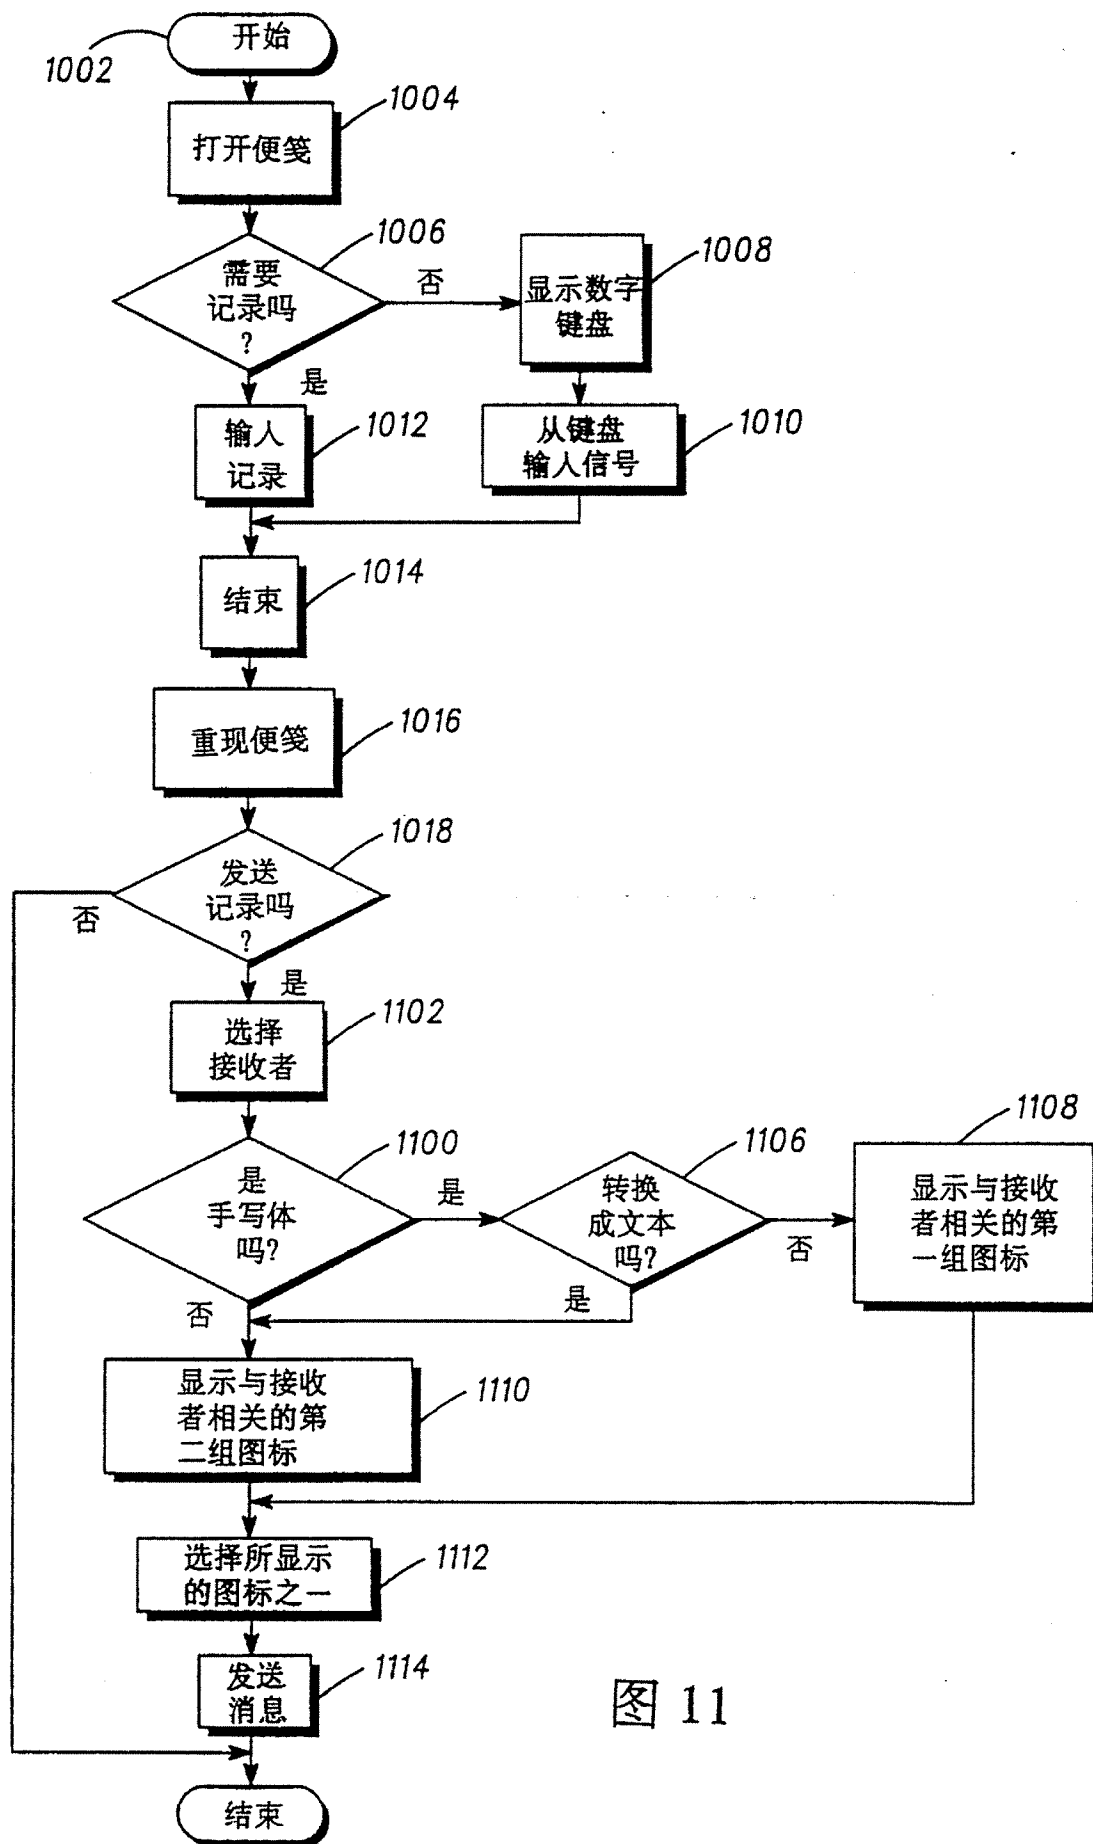 开始
1002
1004
打开便笺
1006
需要
记录吗
?
否
1008
显示数字
键盘
是
1012
输人
记录
1010
从键盘
输人信号
1014
结束
1016
重现便笺
1018
发送
记录吗
?
否
是
1102
选择
接收者
1100
是
手写体
吗?
是
1106
转换
成文本
吗?
否
1108
显示与接收
者相关的第
一组图标
否
是
1110
显示与接收
者相关的第
二组图标
1112
选择所显示
的图标之一
1114
发送
消息
图 11
结束